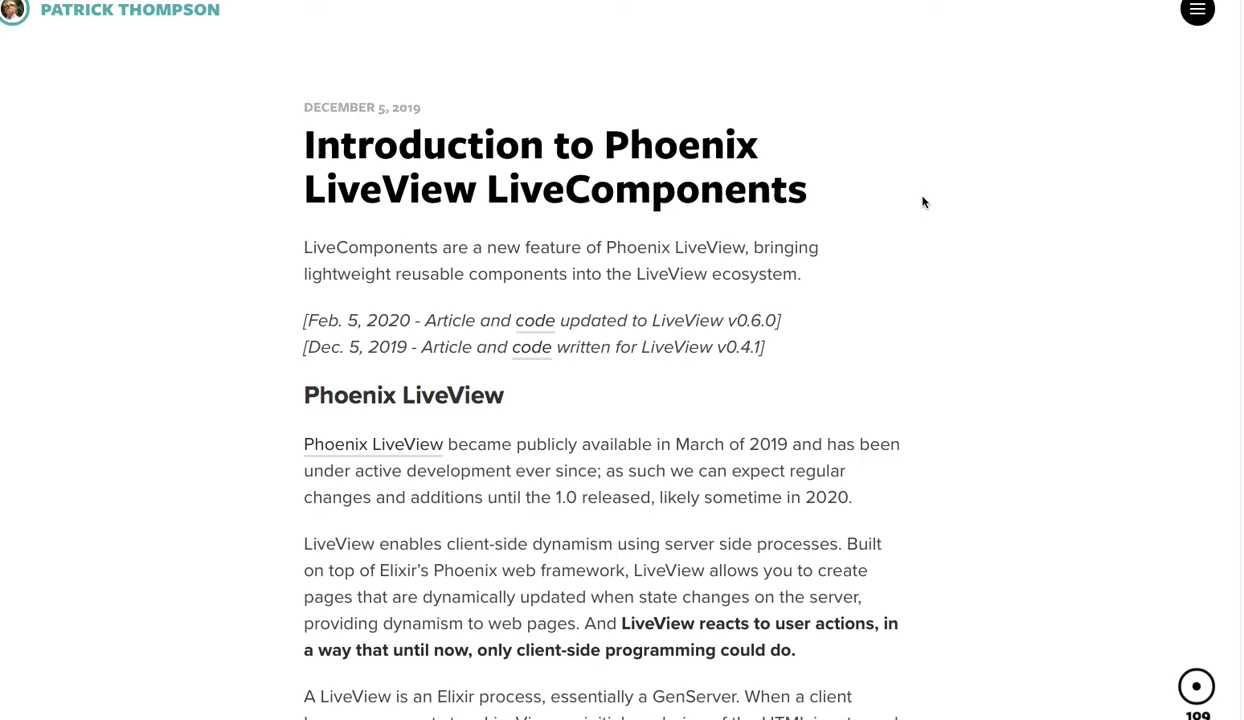 PATRICK THOMPSON
DECEMBER 5, 2019
Introduction to Phoenix
LiveView LiveComponents
LiveComponents are a new feature of Phoenix LiveView, bringing
lightweight reusable components into the LiveView ecosystem.
[Feb. 5, 2020 - Article and code updated to LiveView v0.6.0]
[Dec. 5, 2019 - Article and code written for LiveView v0.4.1]
Phoenix LiveView
Phoenix LiveView became publicly available in March of 2019 and has been
under active development ever since; as such we can expect regular
changes and additions until the 1.0 released, likely sometime in 2020.
LiveView enables client-side dynamism using server side processes. Built
on top of Elixir’s Phoenix web framework, LiveView allows you to create
pages that are dynamically updated when state changes on the server,
providing dynamism to web pages. And LiveView reacts to user actions, in
a way that until now, only client-side programming could do.
A LiveView is an Elixir process, essentially a GenServer. When a client
109